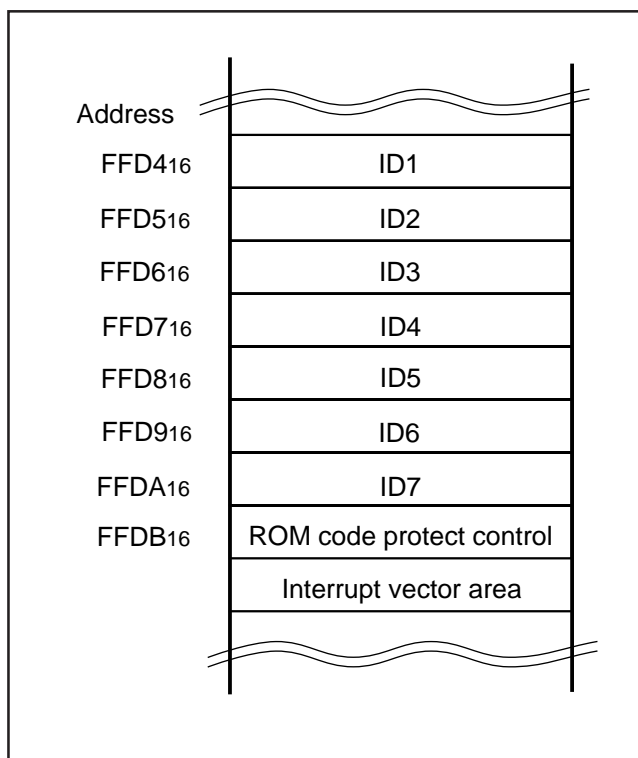 Address
FFD416 ID1
FFD516 ID2
FFD616 ID3
FFD716 ID4
FFD816 ID5
FFD916 ID6
FFDA16 ID7
FFDB16 ROM code protect control
Interrupt vector area